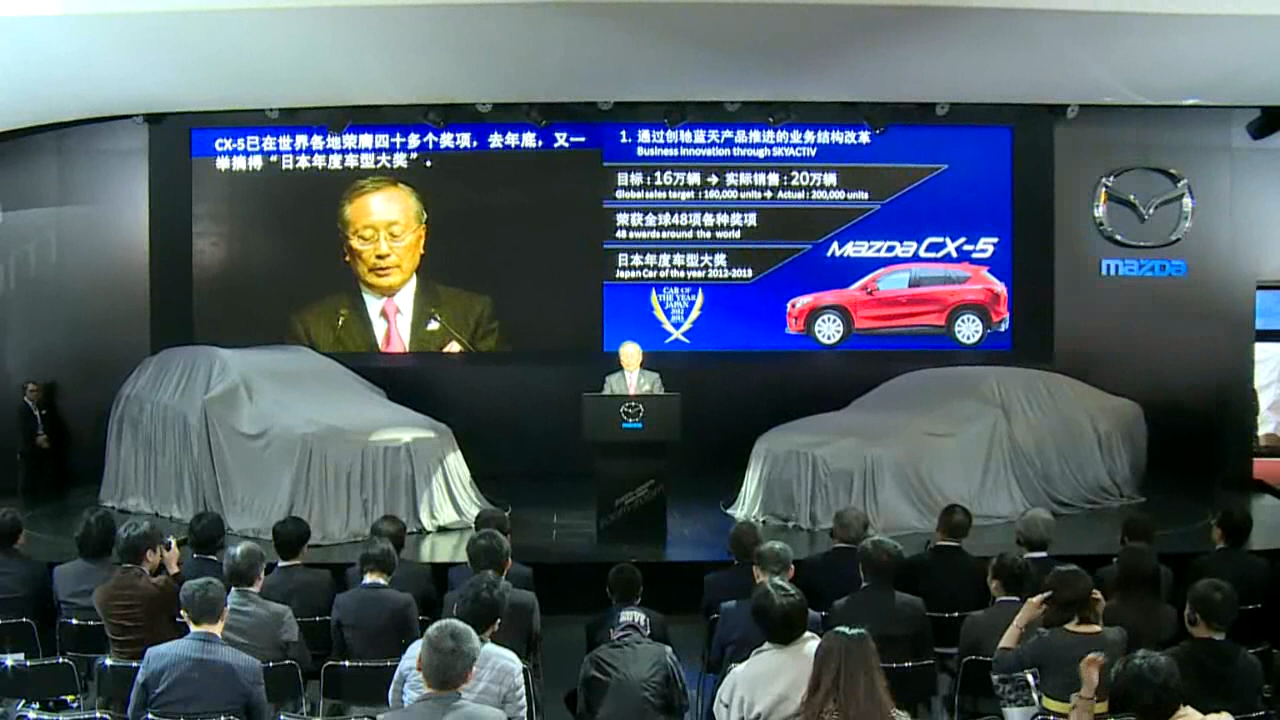 CX-5已在世界各地荣膺四十多个奖项，去年底，又一
举摘得“日本年度车型大奖”。
1. 通过创驰蓝天产品推进的业务结构改革
Business innovation through SKYACTIV
目标：16万辆 → 实际销售：20万辆
Global sales target : 160,000 units → Actual : 200,000 units
荣获全球48项各种奖项
48 awards around the world
日本年度车型大奖
Japan Car of the year 2012-2013
CAR OF
THE YEAR
JAPAN
2012
2013
MAZDA CX-5
mazda
mazda